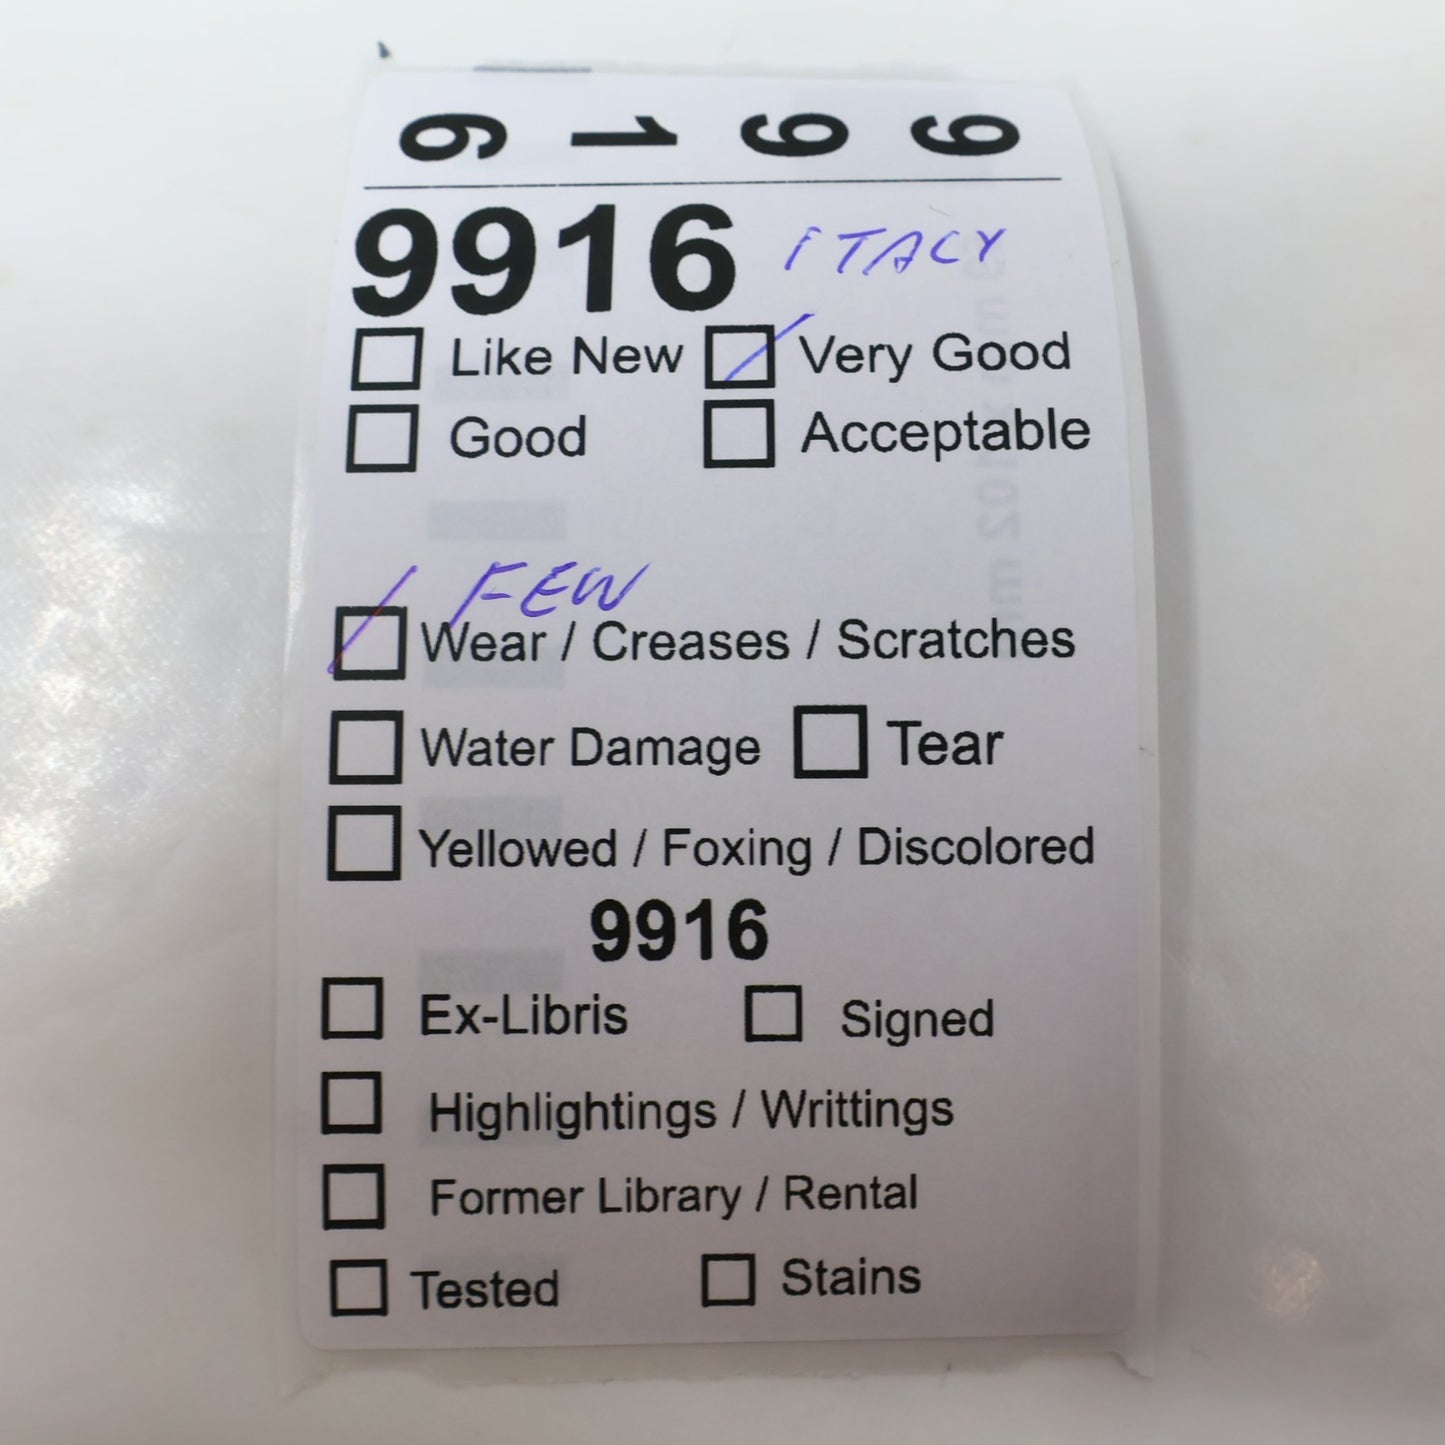 9916
9916 ITALY
Like New Very Good
Good Acceptable
FEW
Wear / Creases / Scratches
Water Damage Tear
Yellowed / Foxing / Discolored
9916
Ex-Libris Signed
Highlightings / Writtings
Former Library / Rental
Tested Stains